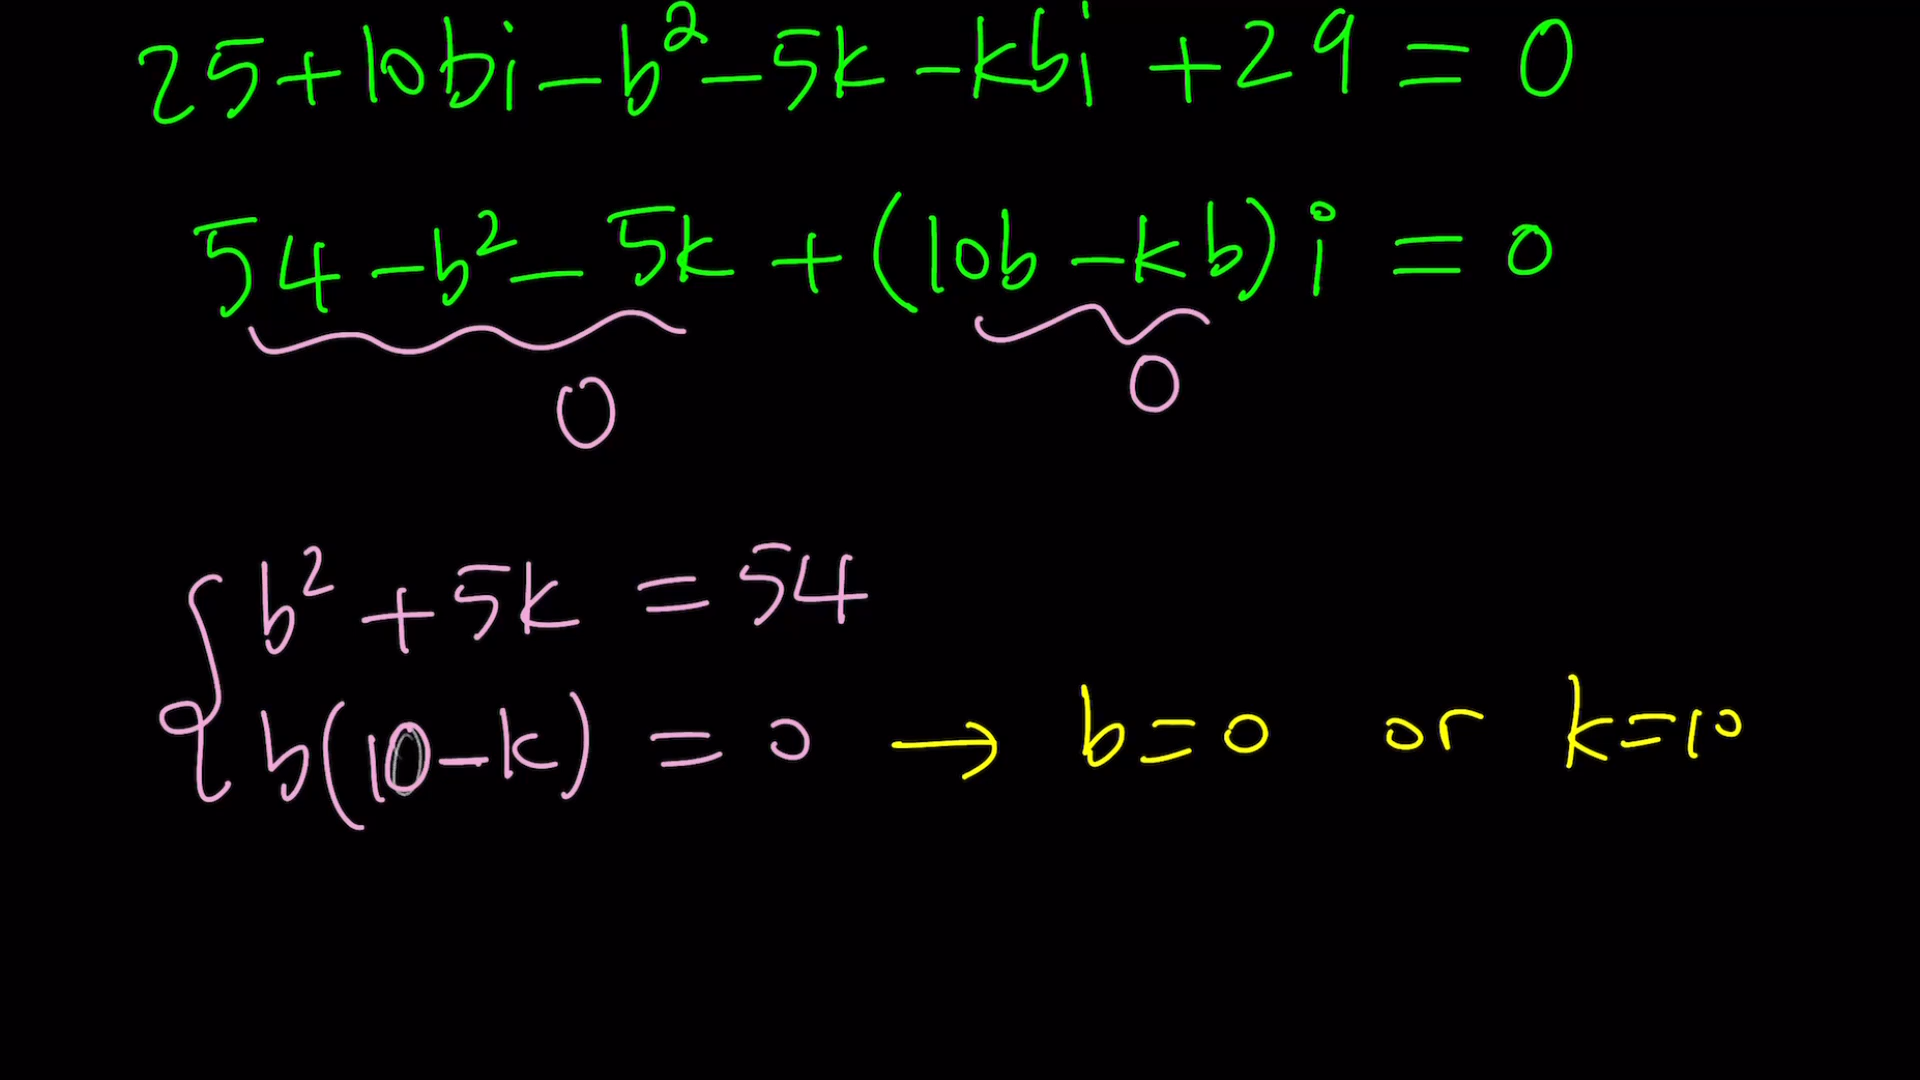 25+10bi-b²-5k-kbi+29=0
54-b²-5k+(10b-kb)i=0
0 0
b²+5k=54
b(10-k)=0 → b=0 or k=10